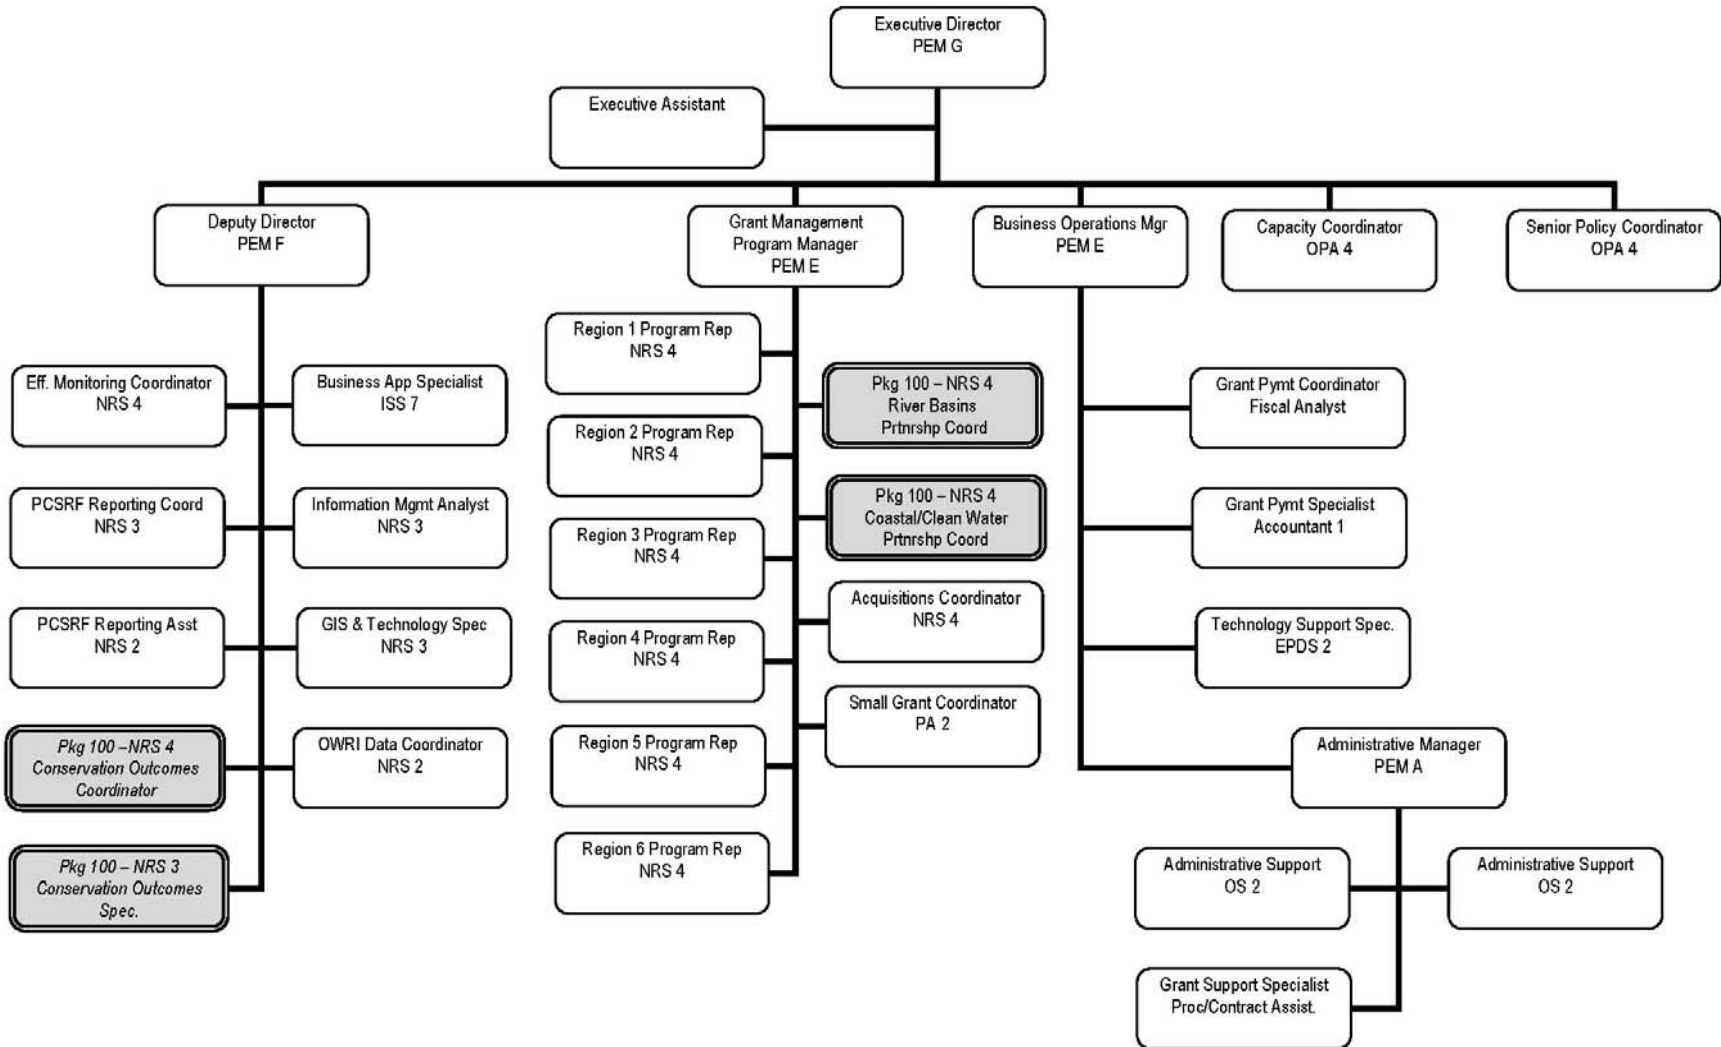 Executive Director
PEM G
Executive Assistant
Deputy Director
PEM F
Grant Management
Program Manager
PEM E
Business Operations Mgr
PEM E
Capacity Coordinator
OPA 4
Senior Policy Coordinator
OPA 4
Eff. Monitoring Coordinator
NRS 4
Business App Specialist
ISS 7
PCSRF Reporting Coord
NRS 3
Information Mgmt Analyst
NRS 3
PCSRF Reporting Asst
NRS 2
GIS & Technology Spec
NRS 3
Pkg 100 –NRS 4
Conservation Outcomes
Coordinator
OWRI Data Coordinator
NRS 2
Pkg 100 – NRS 3
Conservation Outcomes
Spec.
Region 1 Program Rep
NRS 4
Region 2 Program Rep
NRS 4
Region 3 Program Rep
NRS 4
Region 4 Program Rep
NRS 4
Region 5 Program Rep
NRS 4
Region 6 Program Rep
NRS 4
Pkg 100 – NRS 4
River Basins
Prtnrshp Coord
Pkg 100 – NRS 4
Coastal/Clean Water
Prtnrshp Coord
Acquisitions Coordinator
NRS 4
Small Grant Coordinator
PA 2
Grant Pymt Coordinator
Fiscal Analyst
Grant Pymt Specialist
Accountant 1
Technology Support Spec.
EPDS 2
Administrative Manager
PEM A
Administrative Support
OS 2
Administrative Support
OS 2
Grant Support Specialist
Proc/Contract Assist.